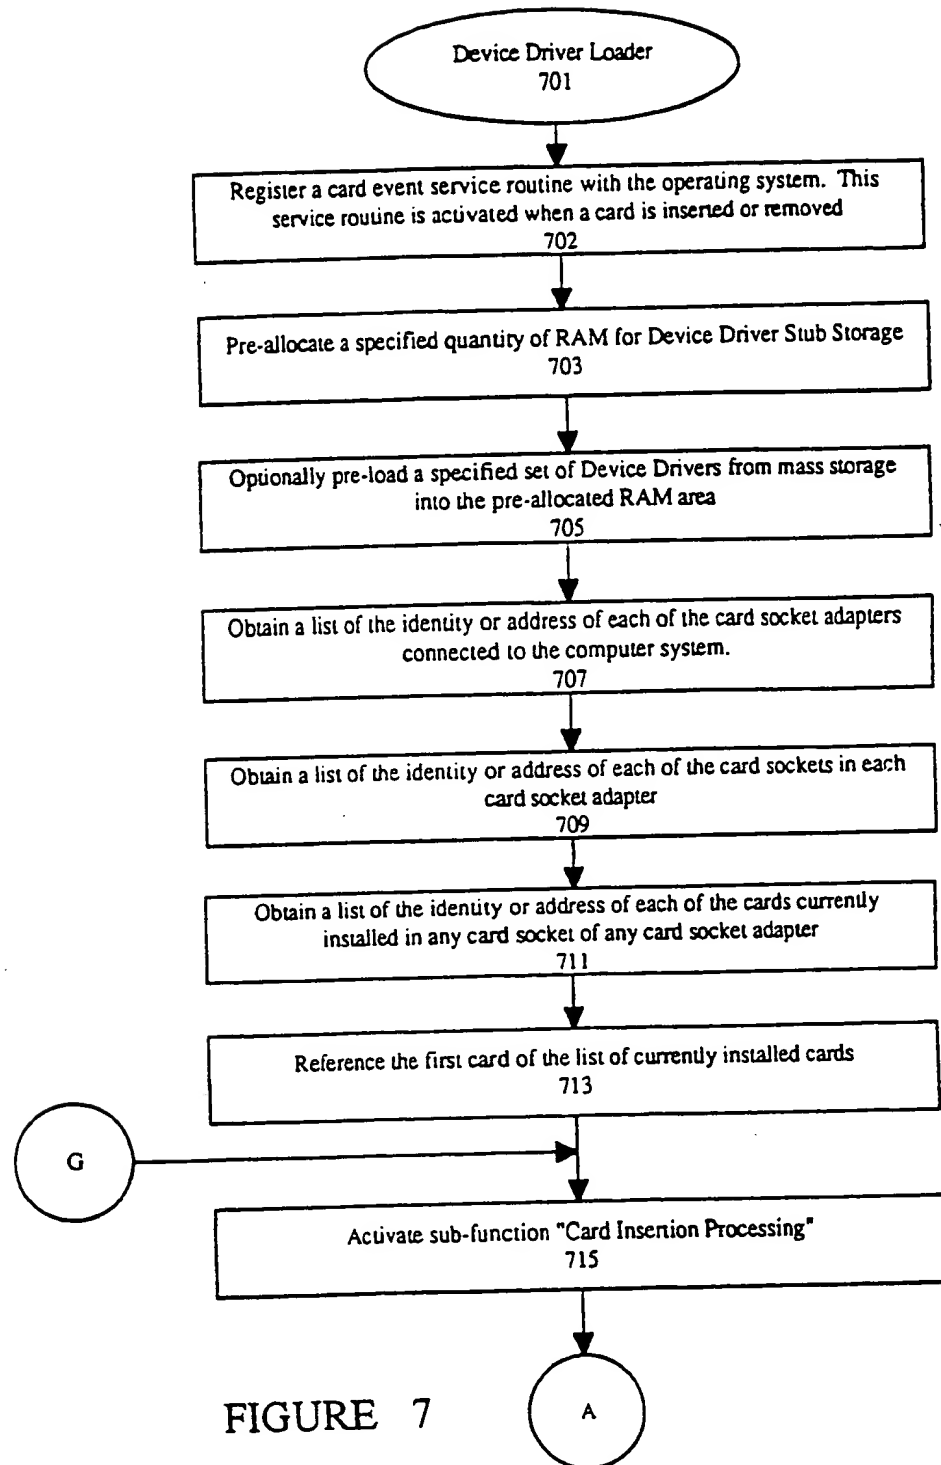 Device Driver Loader
701
Register a card event service routine with the operating system. This
service routine is activated when a card is inserted or removed
702
Pre-allocate a specified quantity of RAM for Device Driver Stub Storage
703
Optionally pre-load a specified set of Device Drivers from mass storage
into the pre-allocated RAM area
705
Obtain a list of the identity or address of each of the card socket adapters
connected to the computer system.
707
Obtain a list of the identity or address of each of the card sockets in each
card socket adapter
709
Obtain a list of the identity or address of each of the cards currently
installed in any card socket of any card socket adapter
711
Reference the first card of the list of currently installed cards
713
G
Activate sub-function "Card Insertion Processing"
715
A
FIGURE 7